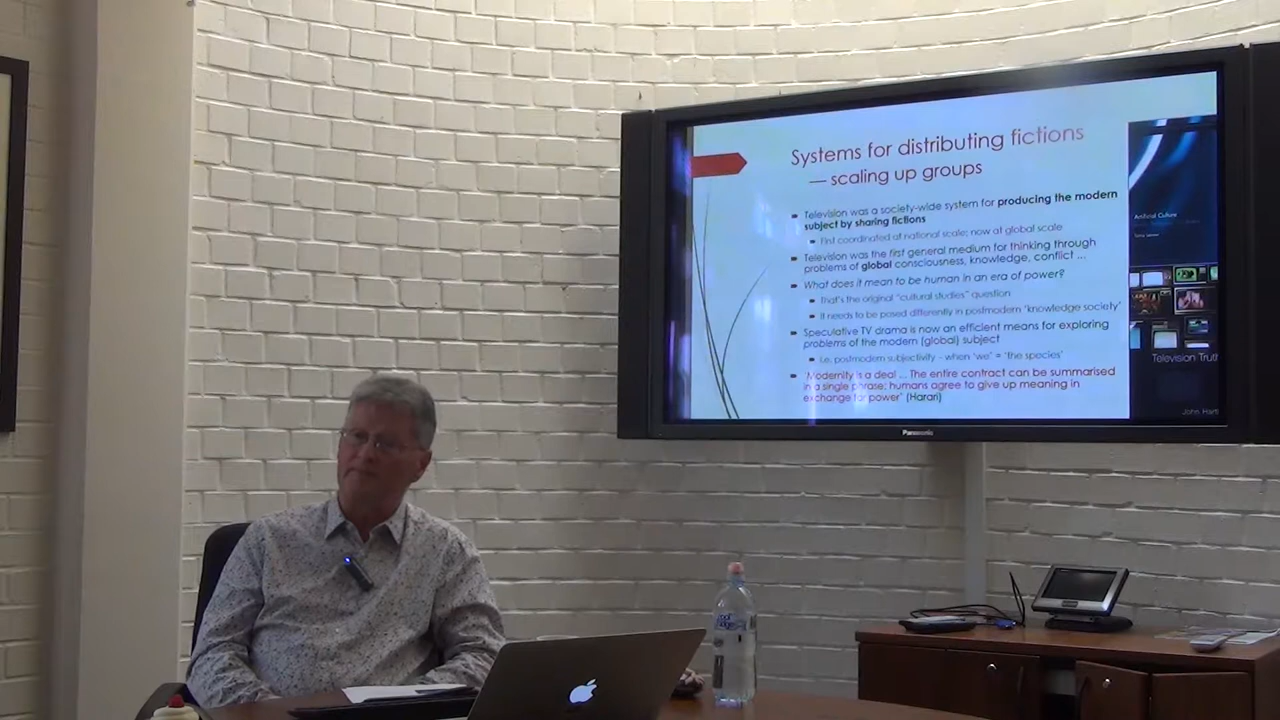 Systems for distributing fictions
— scaling up groups
Television was a society-wide system for producing the modern
subject by sharing fictions
First coordinated at national scale; now at global scale
Television was the first general medium for thinking through
problems of global consciousness, knowledge, conflict ...
What does it mean to be human in an era of power?
That's the original "cultural studies" question
It needs to be posed differently in postmodern 'knowledge society'
Speculative TV drama is now an efficient means for exploring
problems of the modern (global) subject
i.e. postmodern subjectivity – when 'we' = 'the species'
'Modernity is a deal ... The entire contract can be summarised
in a single phrase: humans agree to give up meaning in
exchange for power' (Harari)
Artificial Culture
Television Truth
John Hart
Panasonic